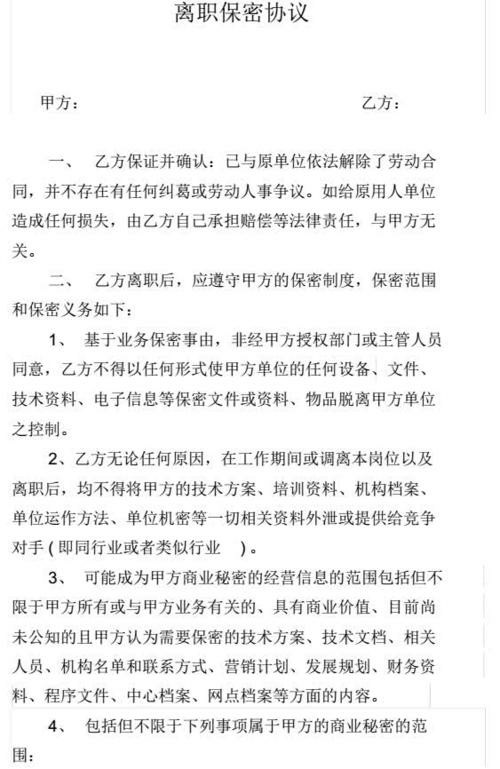 离职保密协议
甲方： 乙方：
一、 乙方保证并确认：已与原单位依法解除了劳动合
同，并不存在有任何纠葛或劳动人事争议。如给原用人单位
造成任何损失，由乙方自己承担赔偿等法律责任，与甲方无
关。
二、 乙方离职后，应遵守甲方的保密制度，保密范围
和保密义务如下：
1、 基于业务保密事由，非经甲方授权部门或主管人员
同意，乙方不得以任何形式使甲方单位的任何设备、文件、
技术资料、电子信息等保密文件或资料、物品脱离甲方单位
之控制。
2、乙方无论任何原因，在工作期间或调离本岗位以及
离职后，均不得将甲方的技术方案、培训资料、机构档案、
单位运作方法、单位机密等一切相关资料外泄或提供给竞争
对手 ( 即同行业或者类似行业 ) 。
3、 可能成为甲方商业秘密的经营信息的范围包括但不
限于甲方所有或与甲方业务有关的、具有商业价值、目前尚
未公知的且甲方认为需要保密的技术方案、技术文档、相关
人员、机构名单和联系方式、营销计划、发展规划、财务资
料、程序文件、中心档案、网点档案等方面的内容。
4、 包括但不限于下列事项属于甲方的商业秘密的范
围：